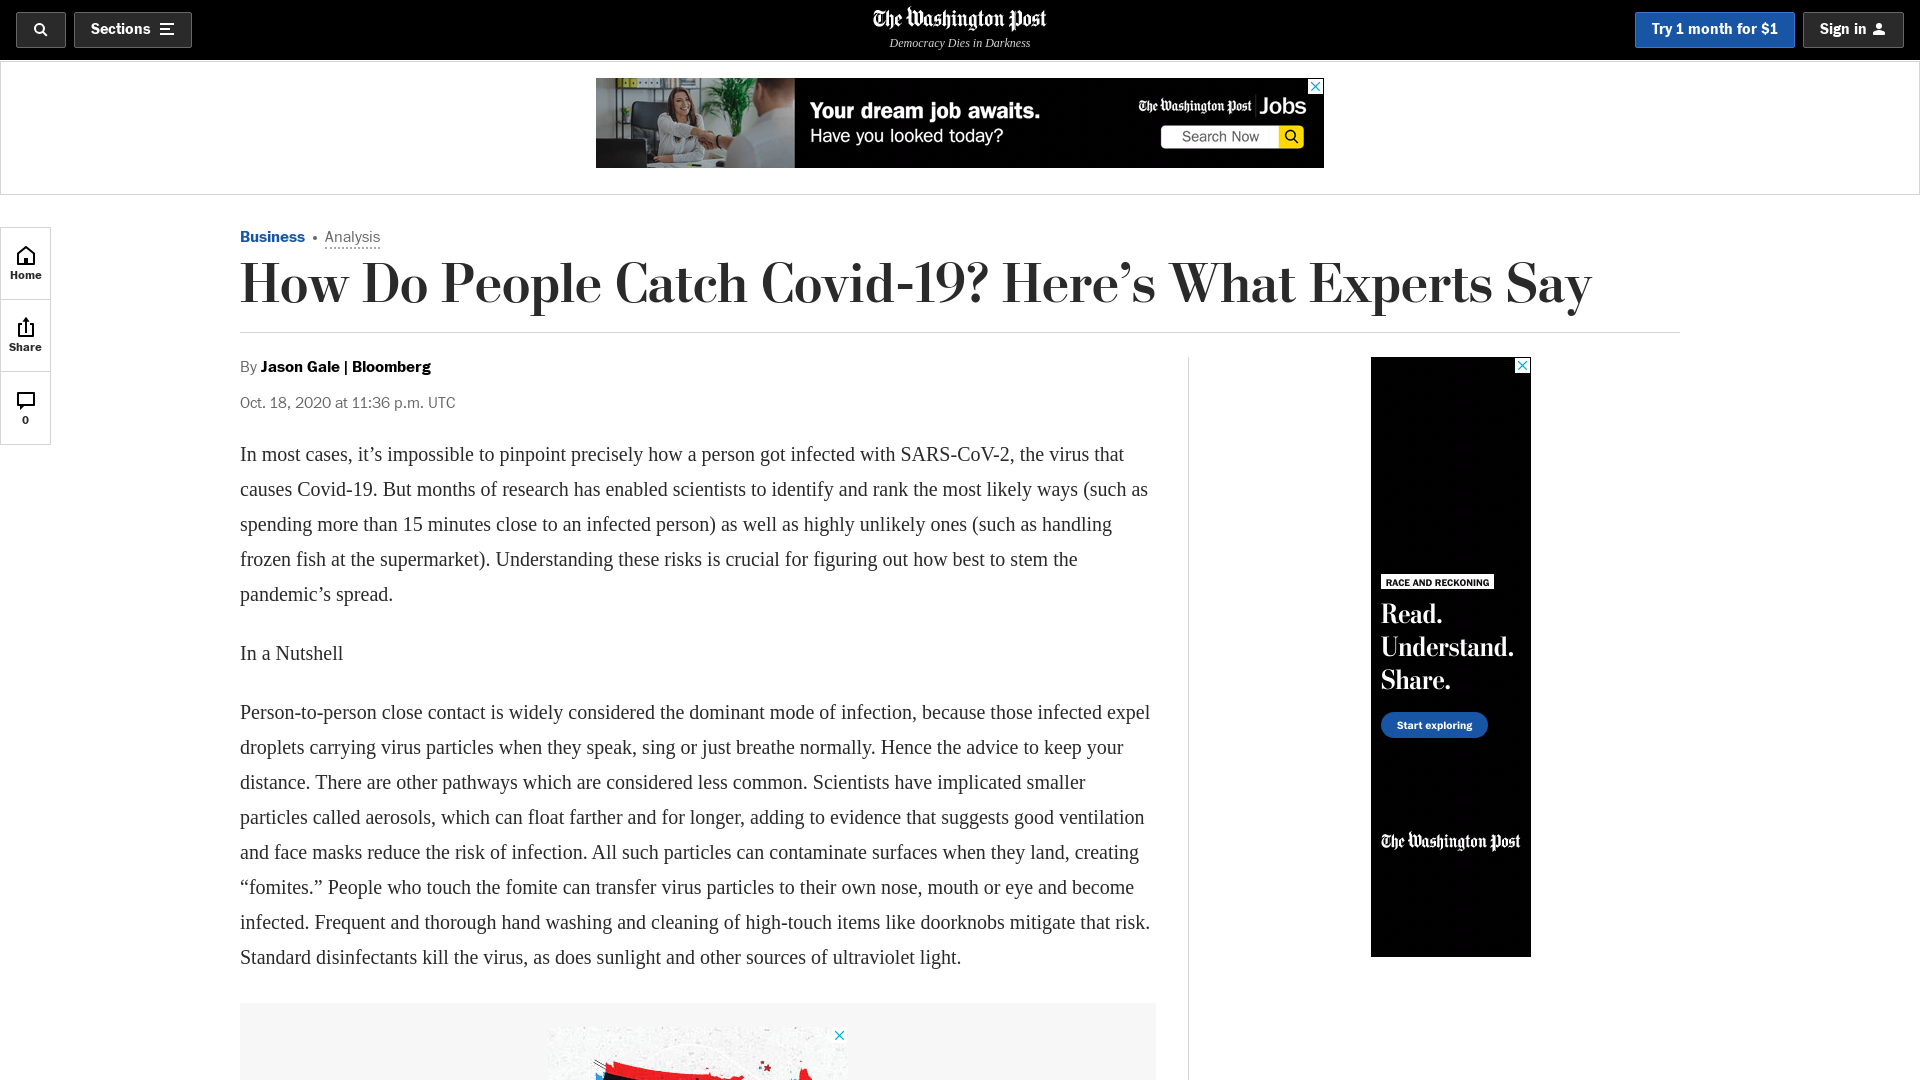 Sections
The Washington Post
Democracy Dies in Darkness
Try 1 month for $1
Sign in
Your dream job awaits.
Have you looked today?
The Washington Post Jobs
Search Now
Home
Share
0
Business • Analysis
How Do People Catch Covid-19? Here’s What Experts Say
By Jason Gale | Bloomberg
Oct. 18, 2020 at 11:36 p.m. UTC
In most cases, it’s impossible to pinpoint precisely how a person got infected with SARS-CoV-2, the virus that
causes Covid-19. But months of research has enabled scientists to identify and rank the most likely ways (such as
spending more than 15 minutes close to an infected person) as well as highly unlikely ones (such as handling
frozen fish at the supermarket). Understanding these risks is crucial for figuring out how best to stem the
pandemic’s spread.
In a Nutshell
Person-to-person close contact is widely considered the dominant mode of infection, because those infected expel
droplets carrying virus particles when they speak, sing or just breathe normally. Hence the advice to keep your
distance. There are other pathways which are considered less common. Scientists have implicated smaller
particles called aerosols, which can float farther and for longer, adding to evidence that suggests good ventilation
and face masks reduce the risk of infection. All such particles can contaminate surfaces when they land, creating
“fomites.” People who touch the fomite can transfer virus particles to their own nose, mouth or eye and become
infected. Frequent and thorough hand washing and cleaning of high-touch items like doorknobs mitigate that risk.
Standard disinfectants kill the virus, as does sunlight and other sources of ultraviolet light.
RACE AND RECKONING
Read.
Understand.
Share.
Start exploring
The Washington Post